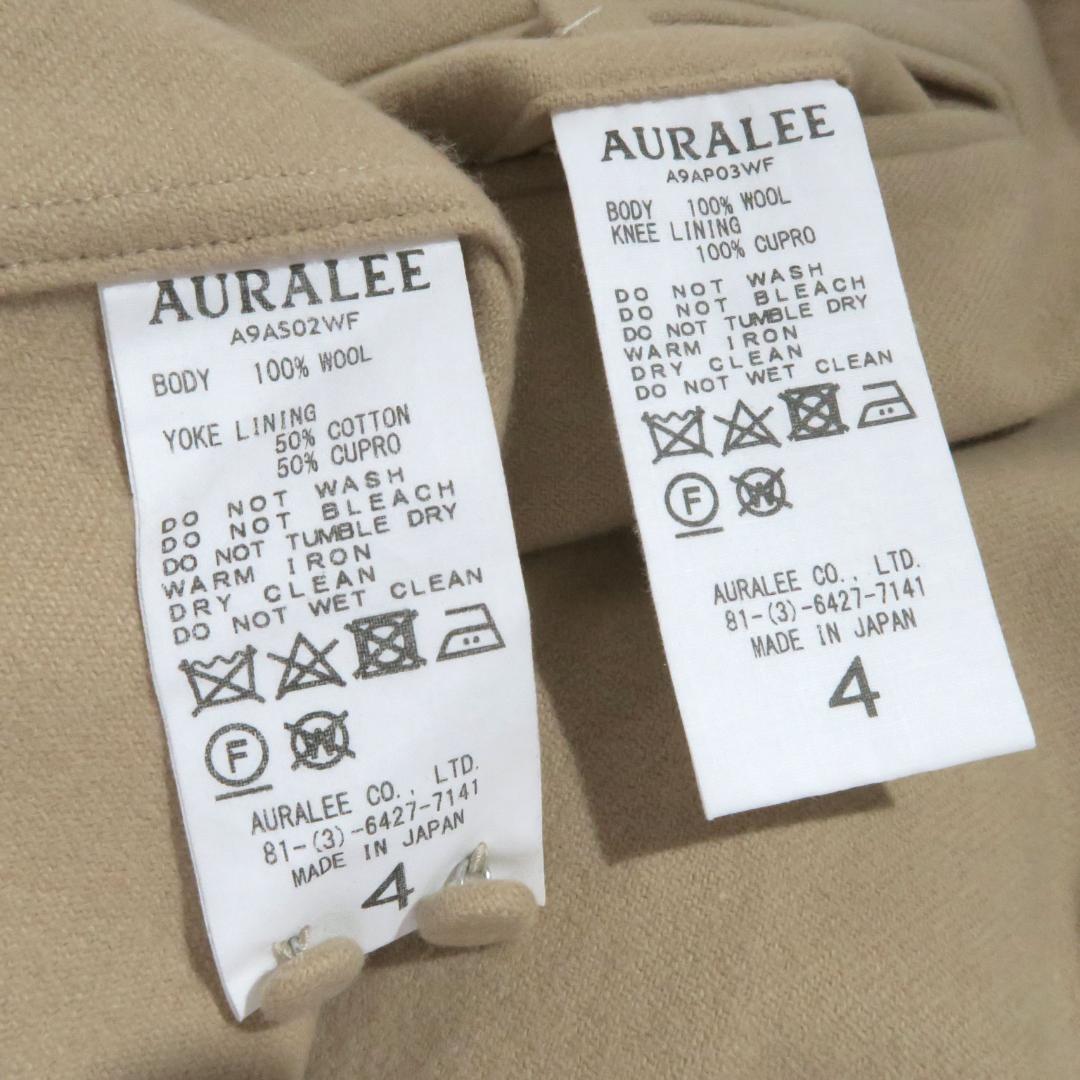 AURALEE
A9AS02WF
BODY 100% WOOL
YOKE LINING
50% COTTON
50% CUPRO
DO NOT WASH
DO NOT BLEACH
DO NOT TUMBLE DRY
WARM IRON
DRY CLEAN
DO NOT WET CLEAN
F W
AURALEE CO., LTD.
81-(3)-6427-7141
MADE IN JAPAN
4
AURALEE
A9AP03WF
BODY 100% WOOL
KNEE LINING
100% CUPRO
DO NOT WASH
DO NOT BLEACH
DO NOT TUMBLE DRY
WARM IRON
DRY CLEAN
DO NOT WET CLEAN
F W
AURALEE CO., LTD.
81-(3)-6427-7141
MADE IN JAPAN
4